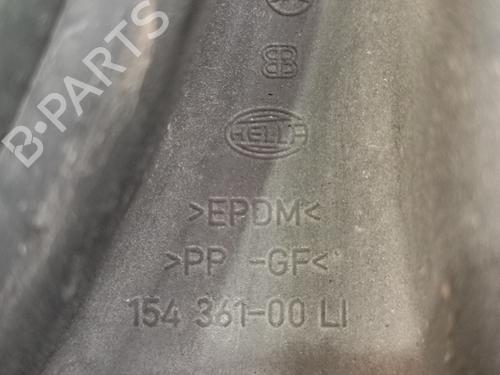 B-PARTS
HELLA
>EPDM<
>PP -GF<
154 361-00 LI